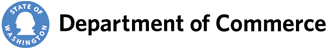 STATE OF
WASHINGTON
Department of Commerce